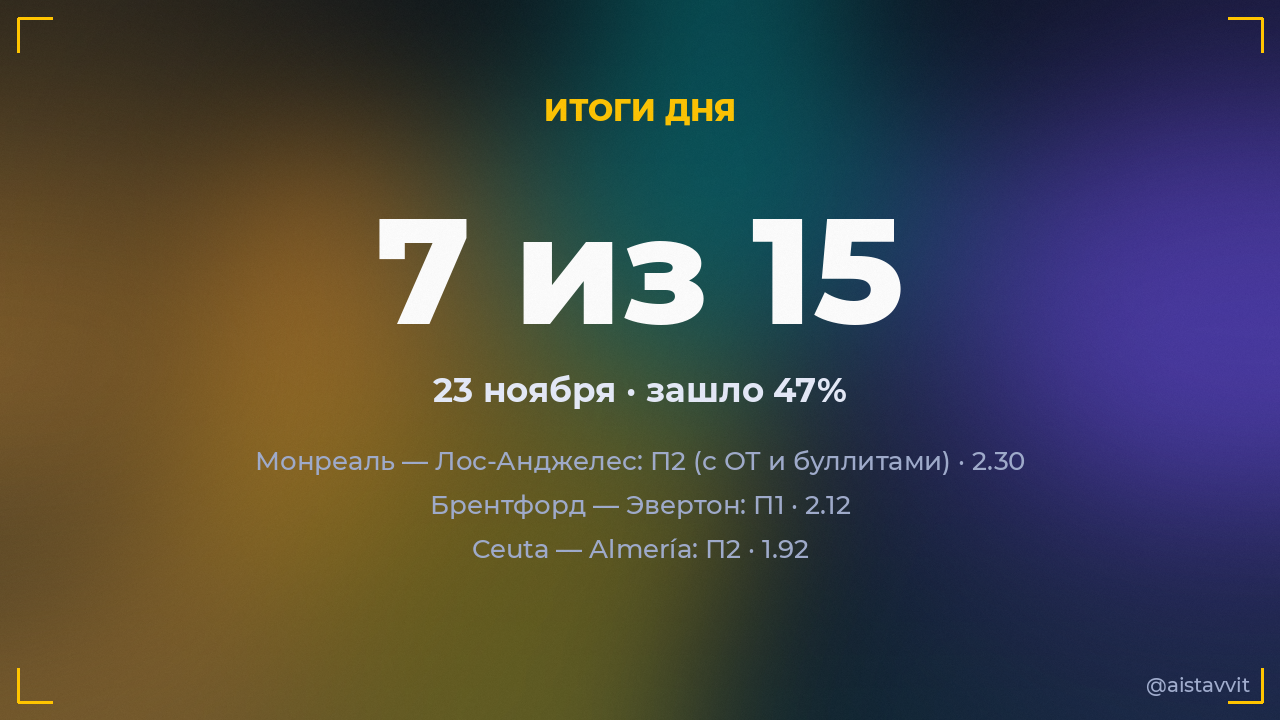 ИТОГИ ДНЯ
7 из 15
23 ноября · зашло 47%
Монреаль — Лос-Анджелес: П2 (с ОТ и буллитами) · 2.30
Брентфорд — Эвертон: П1 · 2.12
Ceuta — Almería: П2 · 1.92
@aistavvit